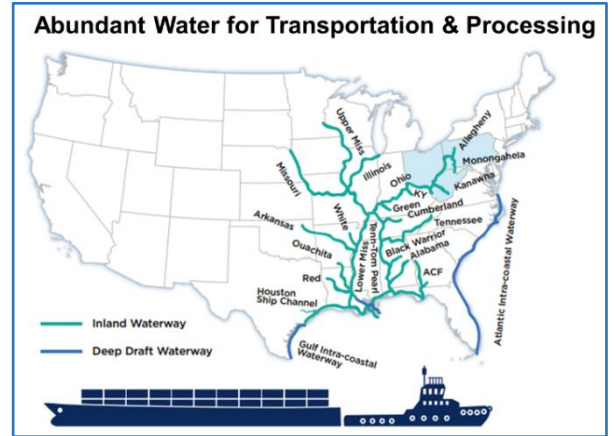 Abundant Water for Transportation & Processing
Upper Miss
Allegheny
Monongahela
Missouri
Illinois
Ohio
KY
Kanawha
Green
Cumberland
White
Tennessee
Arkansas
Lower Miss
Tenn-Tom Pearl
Black Warrior
Alabama
Ouachita
Red
ACF
Houston
Ship Channel
Atlantic Intra-coastal Waterway
Inland Waterway
Deep Draft Waterway
Gulf Intra-coastal
Waterway